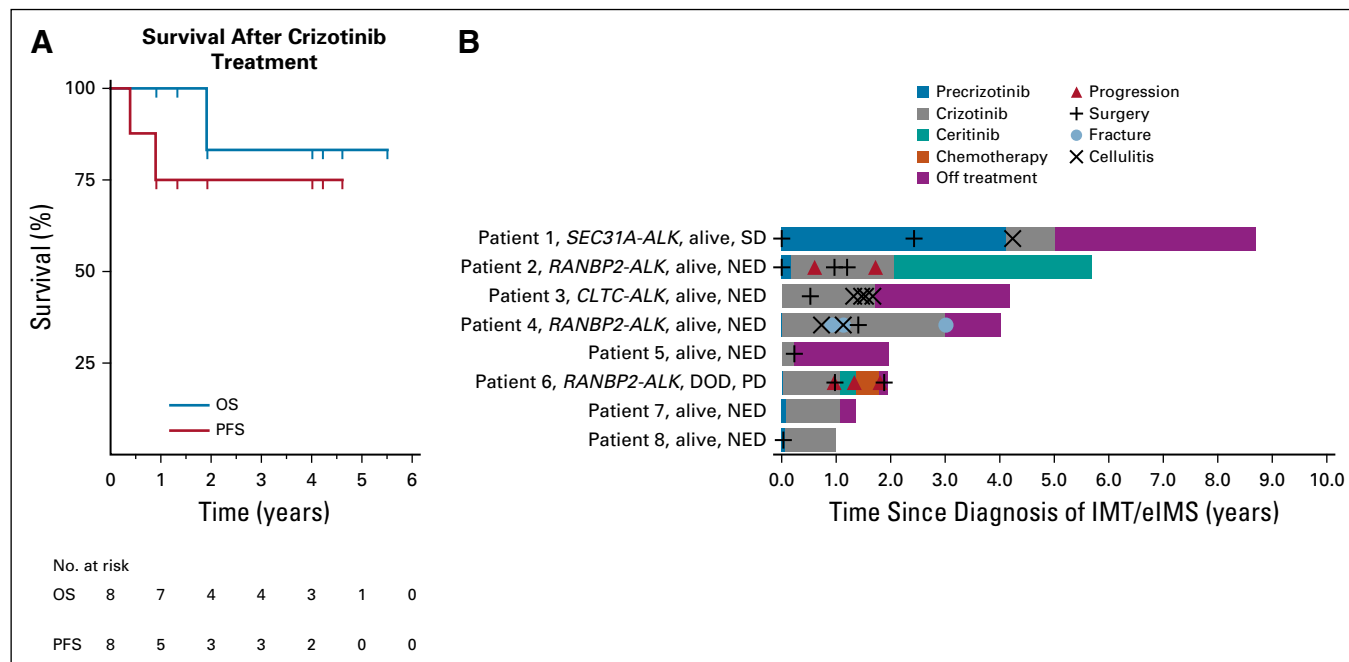 A
Survival After Crizotinib
Treatment
100
75
50
25
Survival (%)
OS
PFS
0 1 2 3 4 5 6
Time (years)
No. at risk
OS 8 7 4 4 3 1 0
PFS 8 5 3 3 2 0 0
B
Precrizotinib
Crizotinib
Ceritinib
Chemotherapy
Off treatment
Progression
Surgery
Fracture
Cellulitis
Patient 1, SEC31A-ALK, alive, SD
Patient 2, RANBP2-ALK, alive, NED
Patient 3, CLTC-ALK, alive, NED
Patient 4, RANBP2-ALK, alive, NED
Patient 5, alive, NED
Patient 6, RANBP2-ALK, DOD, PD
Patient 7, alive, NED
Patient 8, alive, NED
0.0 1.0 2.0 3.0 4.0 5.0 6.0 7.0 8.0 9.0 10.0
Time Since Diagnosis of IMT/eIMS (years)